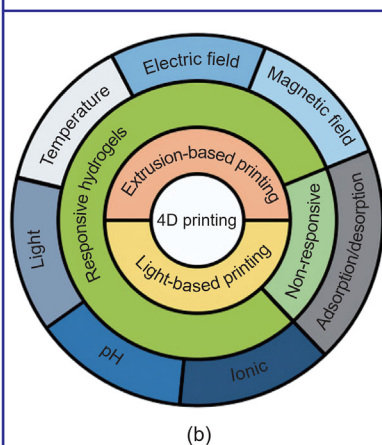 Electric field
Magnetic field
Temperature
Responsive hydrogels
Extrusion-based printing
4D printing
Light-based printing
Non-responsive
Adsorption/desorption
Light
pH
Ionic
(b)